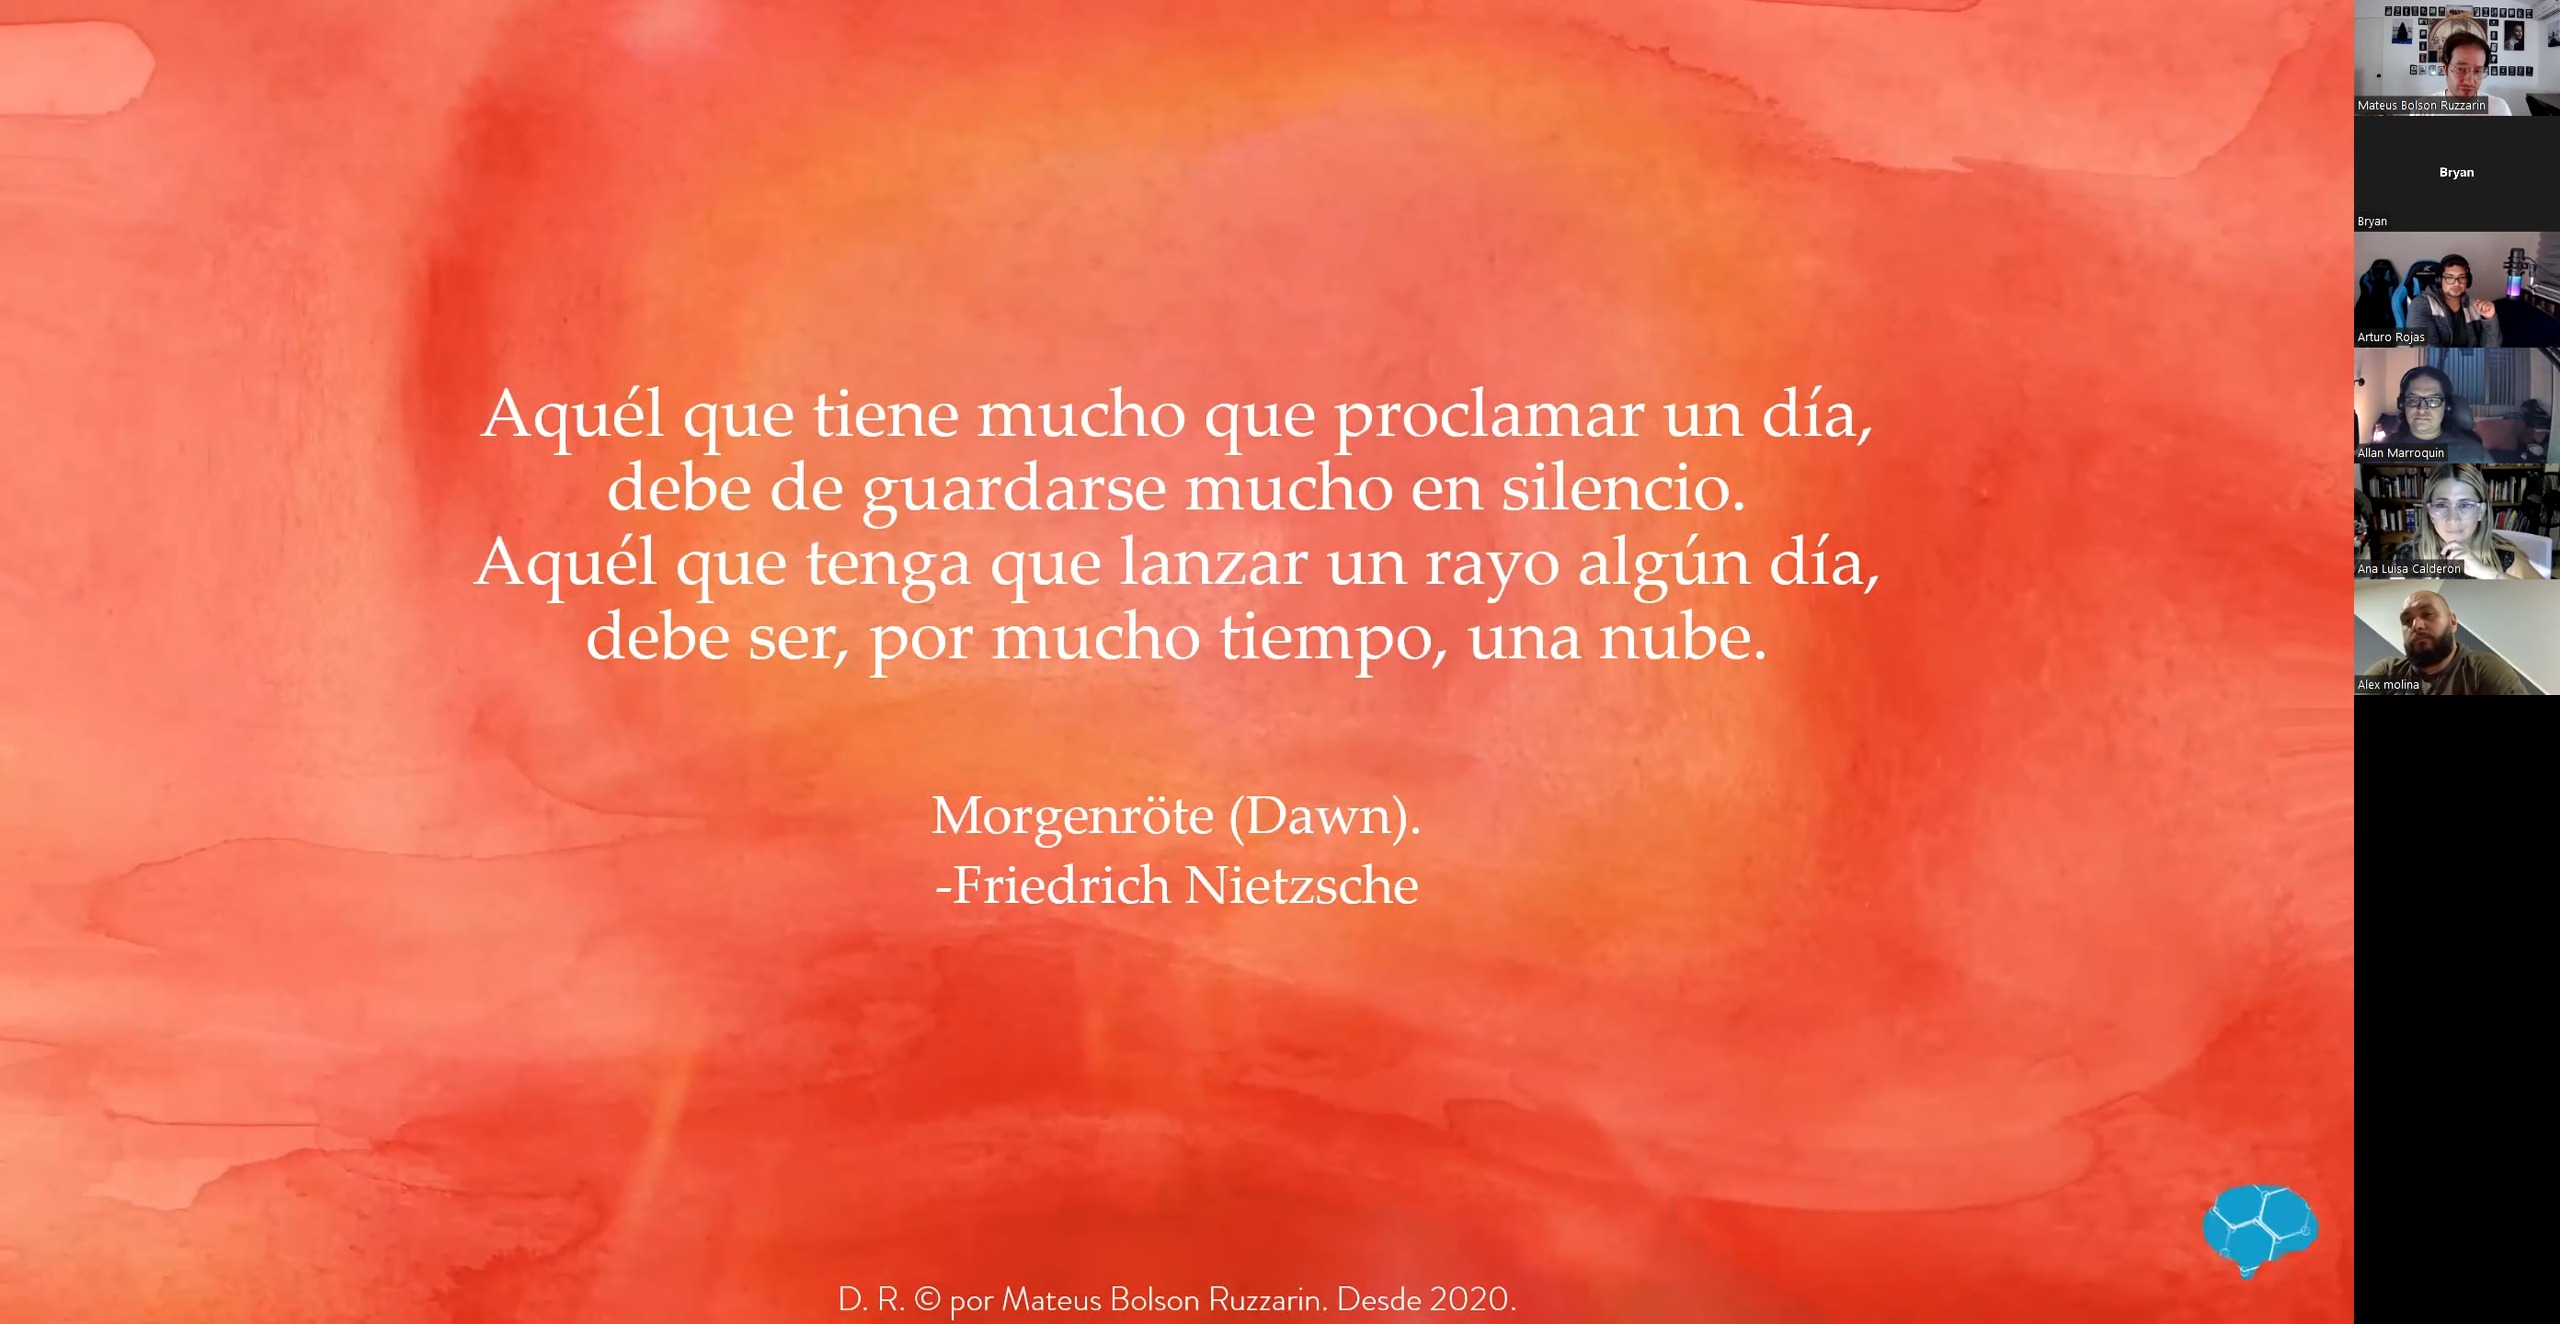 Aquél que tiene mucho que proclamar un día,
debe de guardarse mucho en silencio.
Aquél que tenga que lanzar un rayo algún día,
debe ser, por mucho tiempo, una nube.
Morgenröte (Dawn).
-Friedrich Nietzsche
D. R. © por Mateus Bolson Ruzzarin. Desde 2020.
Mateus Bolson Ruzzarin
Bryan
Bryan
Arturo Rojas
Allan Marroquin
Ana Luisa Calderon
Alex molina